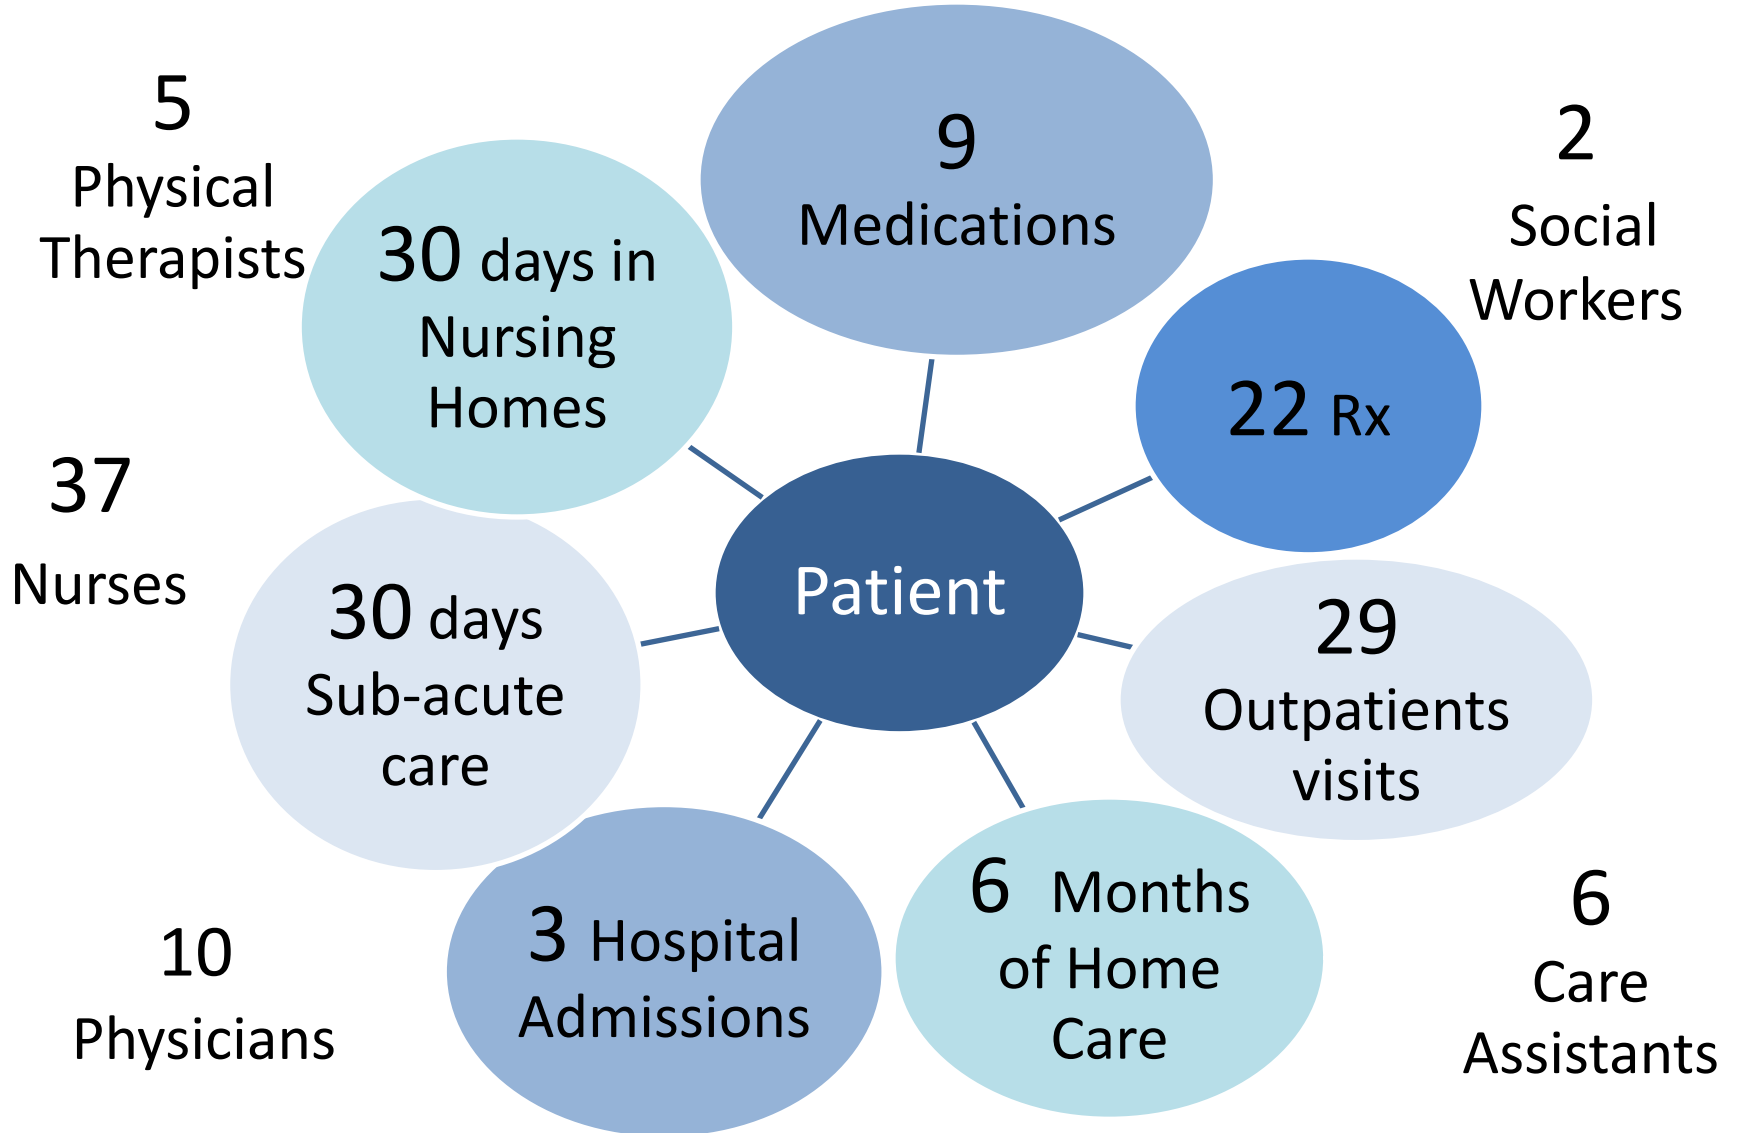 5
Physical
Therapists
9
Medications
2
Social
Workers
30 days in
Nursing
Homes
22 Rx
37
Nurses
Patient
30 days
Sub-acute
care
29
Outpatients
visits
10
Physicians
3 Hospital
Admissions
6 Months
of Home
Care
6
Care
Assistants